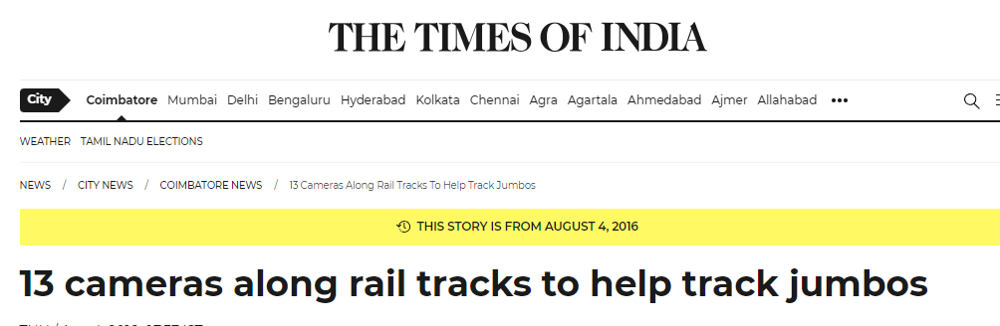 THE TIMES OF INDIA
City Coimbatore Mumbai Delhi Bengaluru Hyderabad Kolkata Chennai Agra Agartala Ahmedabad Ajmer Allahabad
WEATHER TAMIL NADU ELECTIONS
NEWS / CITY NEWS / COIMBATORE NEWS / 13 Cameras Along Rail Tracks To Help Track Jumbos
THIS STORY IS FROM AUGUST 4, 2016
13 cameras along rail tracks to help track jumbos